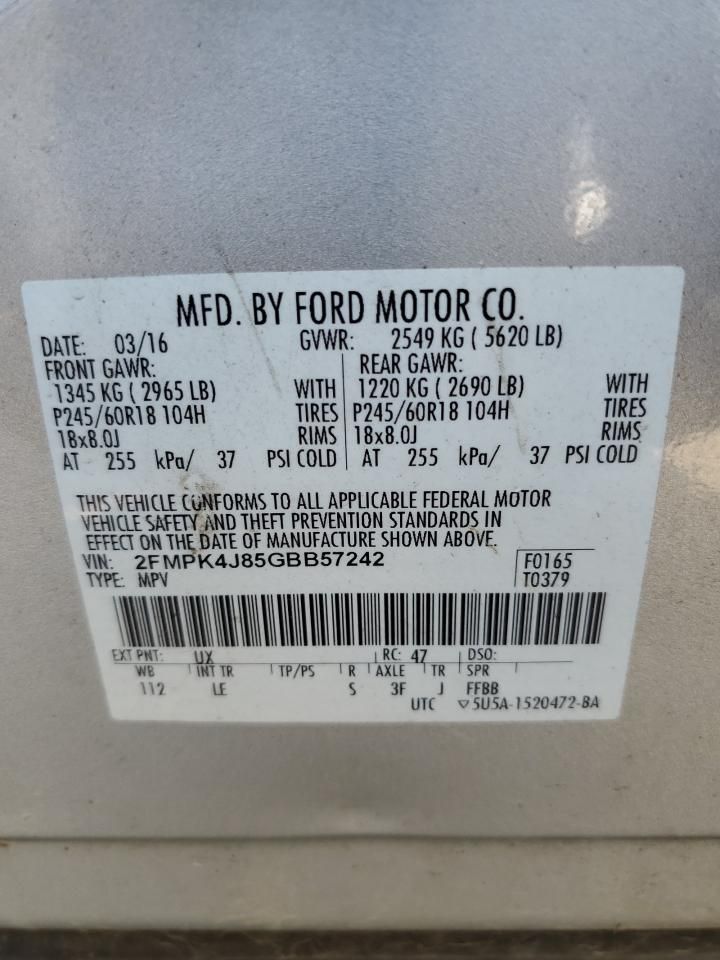 MFD. BY FORD MOTOR CO.
DATE: 03/16 GVWR: 2549 KG ( 5620 LB)
FRONT GAWR: REAR GAWR:
1345 KG ( 2965 LB) WITH 1220 KG ( 2690 LB) WITH
P245/60R18 104H TIRES P245/60R18 104H TIRES
18x8.0J RIMS 18x8.0J RIMS
AT 255 kPa/ 37 PSI COLD AT 255 kPa/ 37 PSI COLD
THIS VEHICLE CONFORMS TO ALL APPLICABLE FEDERAL MOTOR
VEHICLE SAFETY AND THEFT PREVENTION STANDARDS IN
EFFECT ON THE DATE OF MANUFACTURE SHOWN ABOVE.
VIN: 2FMPK4J85GBB57242 F0165
TYPE: MPV T0379
EXT PNT: UX RC: 47 DSO:
WB INT TR TP/PS R AXLE TR SPR
112 LE S 3F J FFBB
UTC ▽5U5A-1520472-BA